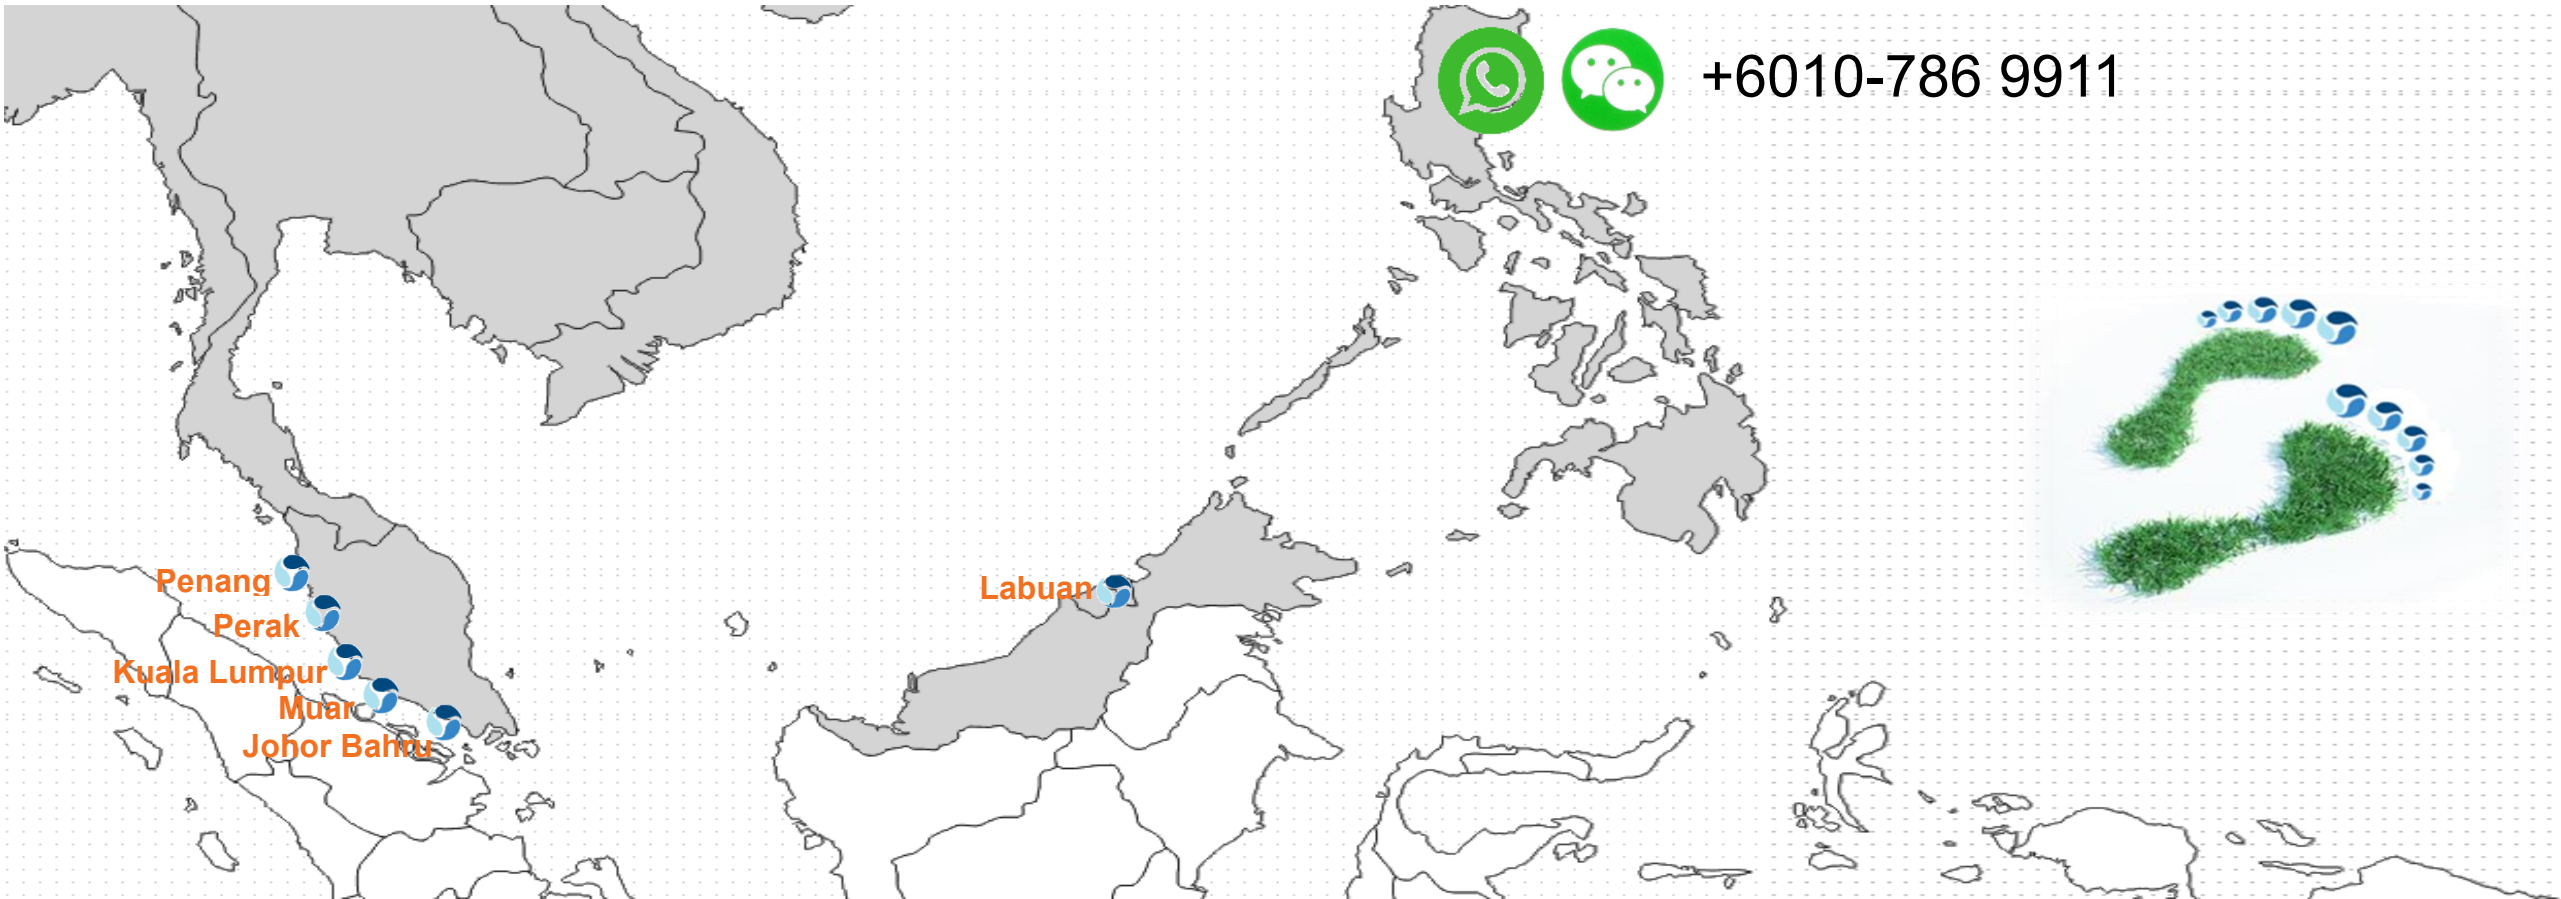 +6010-786 9911
Penang
Perak
Kuala Lumpur
Muar
Johor Bahru
Labuan